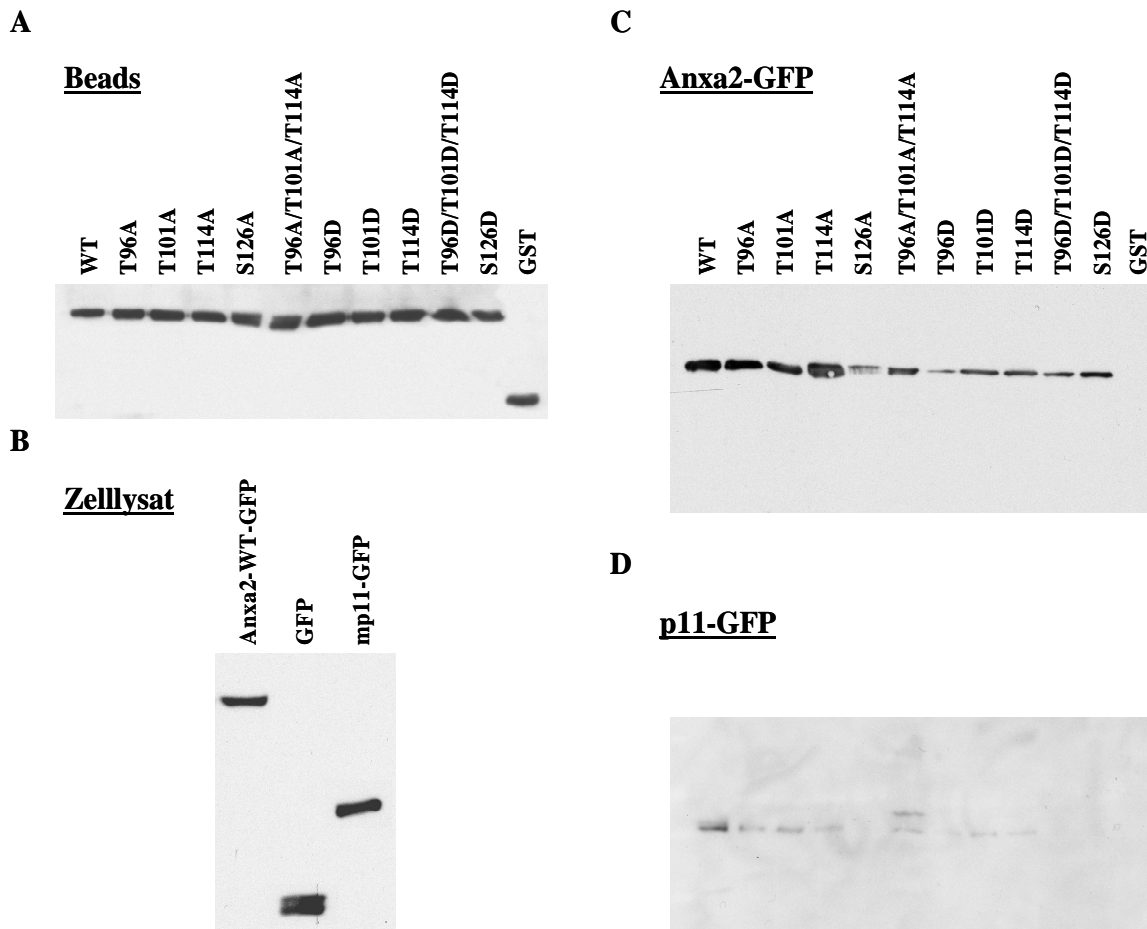 A
Beads
WT
T96A
T101A
T114A
S126A
T96A/T101A/T114A
T96D
T101D
T114D
T96D/T101D/T114D
S126D
GST
B
Zelllysat
Anxa2-WT-GFP
GFP
mp11-GFP
C
Anxa2-GFP
WT
T96A
T101A
T114A
S126A
T96A/T101A/T114A
T96D
T101D
T114D
T96D/T101D/T114D
S126D
GST
D
p11-GFP